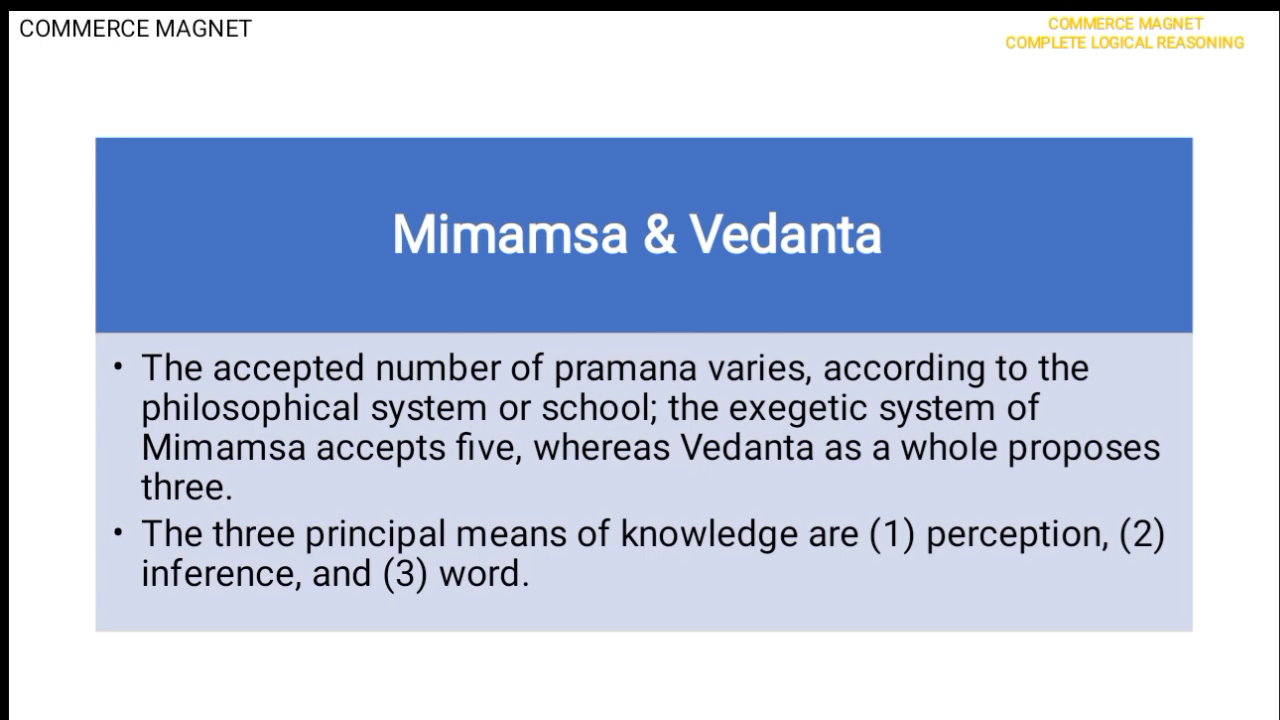 COMMERCE MAGNET
COMMERCE MAGNET
COMPLETE LOGICAL REASONING
Mimamsa & Vedanta
• The accepted number of pramana varies, according to the
philosophical system or school; the exegetic system of
Mimamsa accepts five, whereas Vedanta as a whole proposes
three.
• The three principal means of knowledge are (1) perception, (2)
inference, and (3) word.